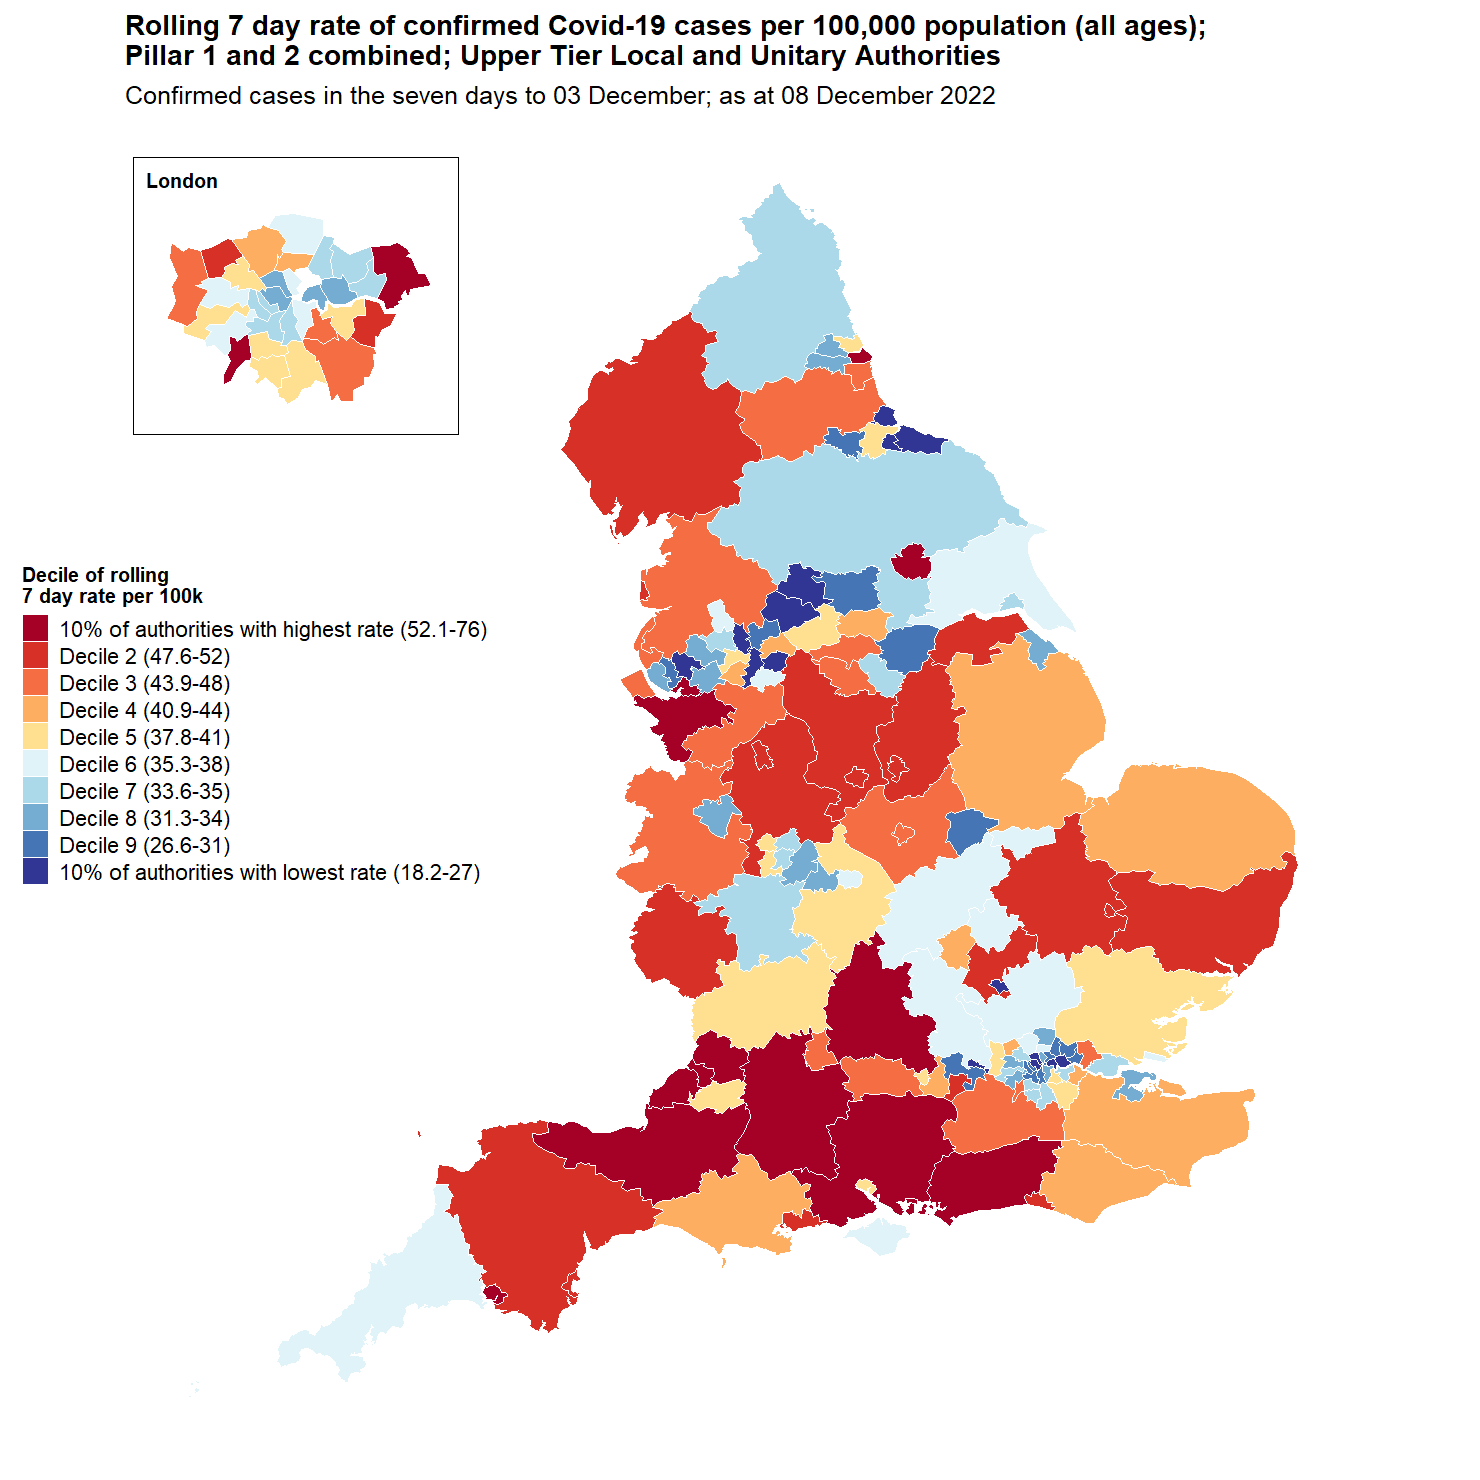 Rolling 7 day rate of confirmed Covid-19 cases per 100,000 population (all ages);
Pillar 1 and 2 combined; Upper Tier Local and Unitary Authorities
Confirmed cases in the seven days to 03 December; as at 08 December 2022
London
Decile of rolling
7 day rate per 100k
10% of authorities with highest rate (52.1-76)
Decile 2 (47.6-52)
Decile 3 (43.9-48)
Decile 4 (40.9-44)
Decile 5 (37.8-41)
Decile 6 (35.3-38)
Decile 7 (33.6-35)
Decile 8 (31.3-34)
Decile 9 (26.6-31)
10% of authorities with lowest rate (18.2-27)